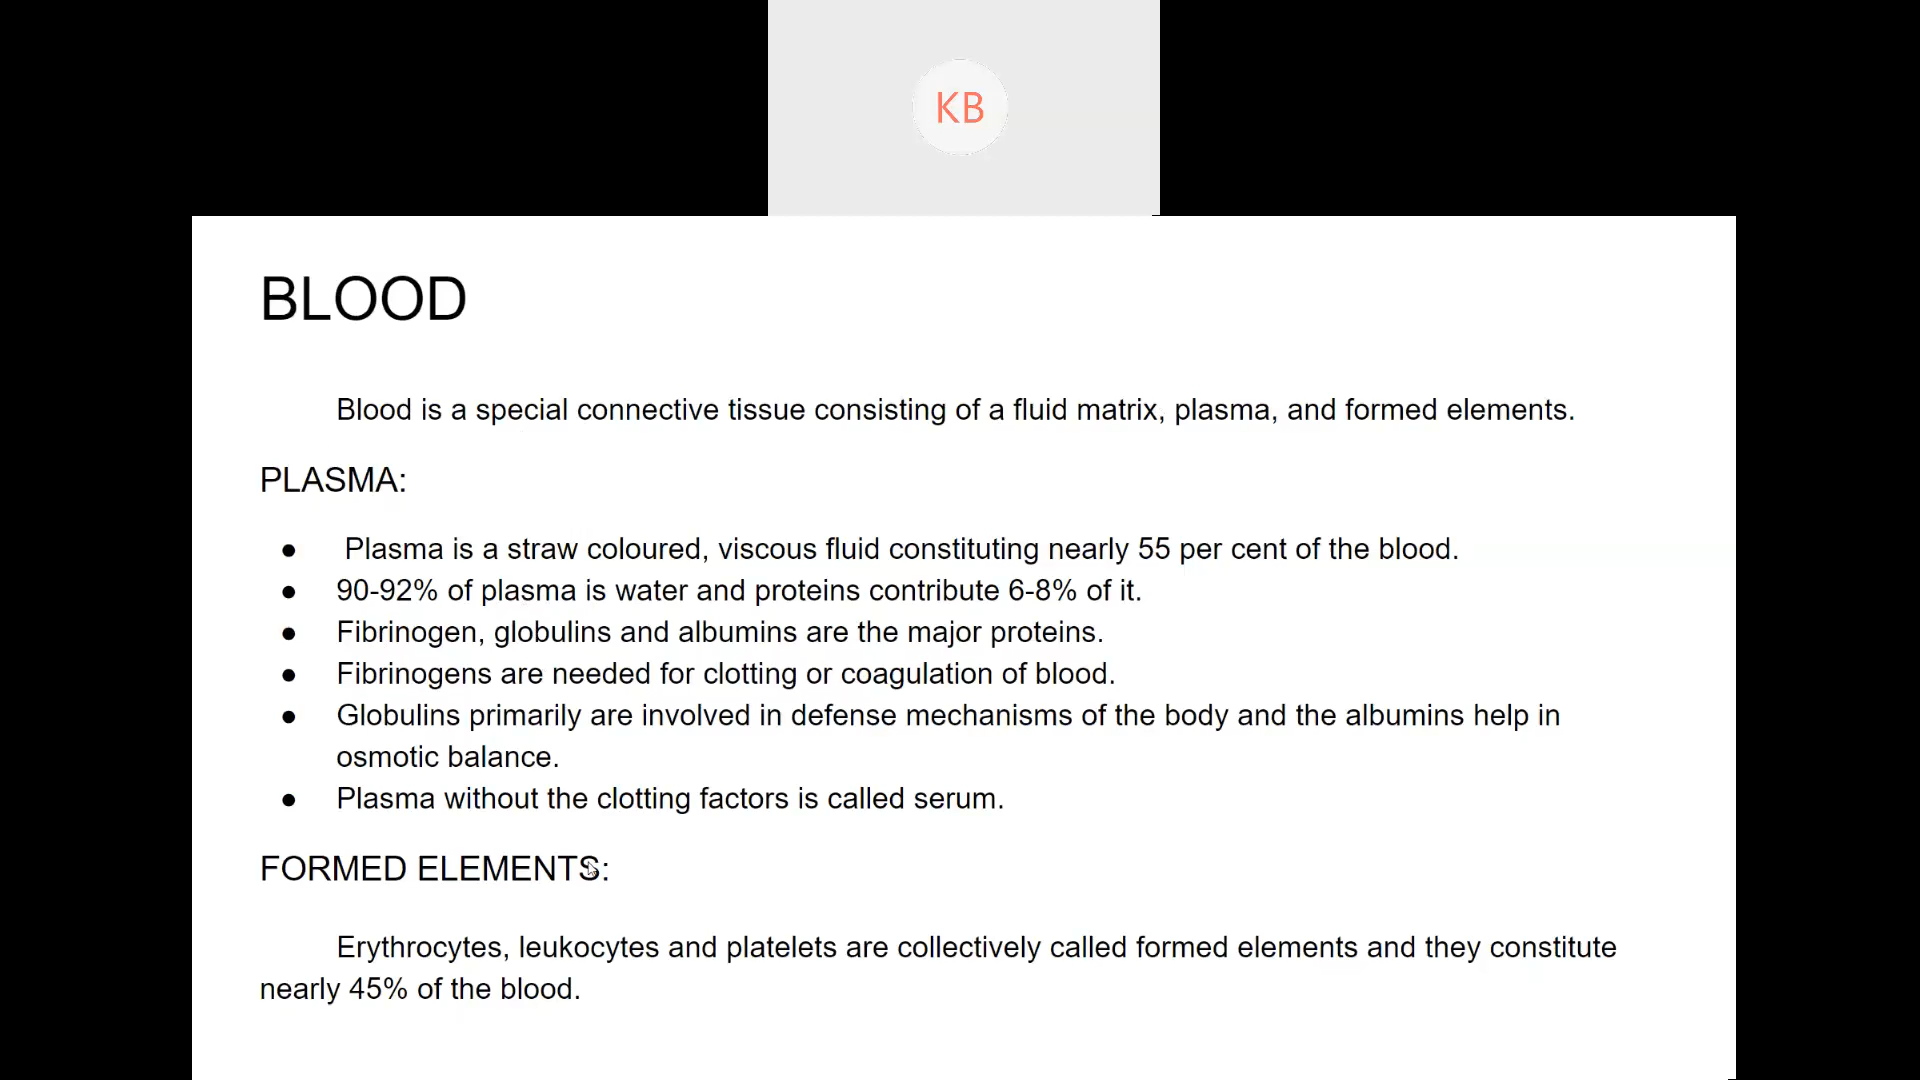 KB
BLOOD
Blood is a special connective tissue consisting of a fluid matrix, plasma, and formed elements.
PLASMA:
● Plasma is a straw coloured, viscous fluid constituting nearly 55 per cent of the blood.
● 90-92% of plasma is water and proteins contribute 6-8% of it.
● Fibrinogen, globulins and albumins are the major proteins.
● Fibrinogens are needed for clotting or coagulation of blood.
● Globulins primarily are involved in defense mechanisms of the body and the albumins help in
osmotic balance.
● Plasma without the clotting factors is called serum.
FORMED ELEMENTS:
Erythrocytes, leukocytes and platelets are collectively called formed elements and they constitute
nearly 45% of the blood.